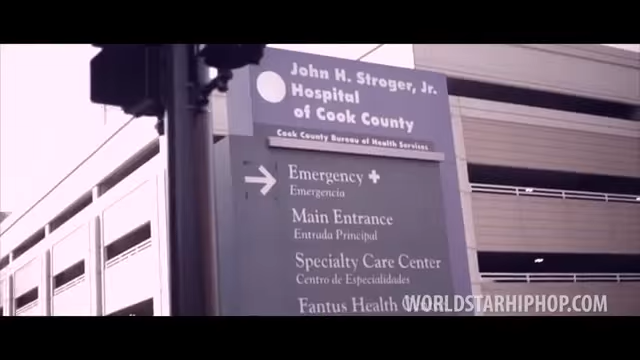 John H. Stroger, Jr.
Hospital
of Cook County
Cook County Bureau of Health Services
Emergency
Emergencia
Main Entrance
Entrada Principal
Specialty Care Center
Centro de Especialidades
Fantus Health
WORLDSTARHIPHOP.COM